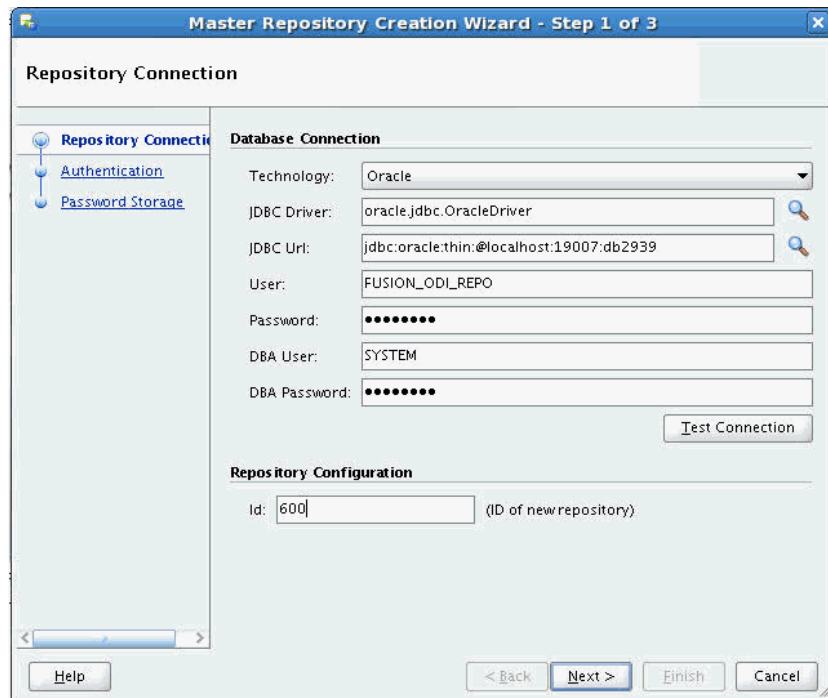 Master Repository Creation Wizard - Step 1 of 3
Repository Connection
Repository Connectio
Authentication
Password Storage
Database Connection
Technology: Oracle
JDBC Driver: oracle.jdbc.OracleDriver
JDBC Url: jdbc:oracle:thin:@localhost:19007:db2939
User: FUSION_ODI_REPO
Password: ••••••••
DBA User: SYSTEM
DBA Password: ••••••••
Test Connection
Repository Configuration
Id: 600 (ID of new repository)
Help < Back Next > Finish Cancel